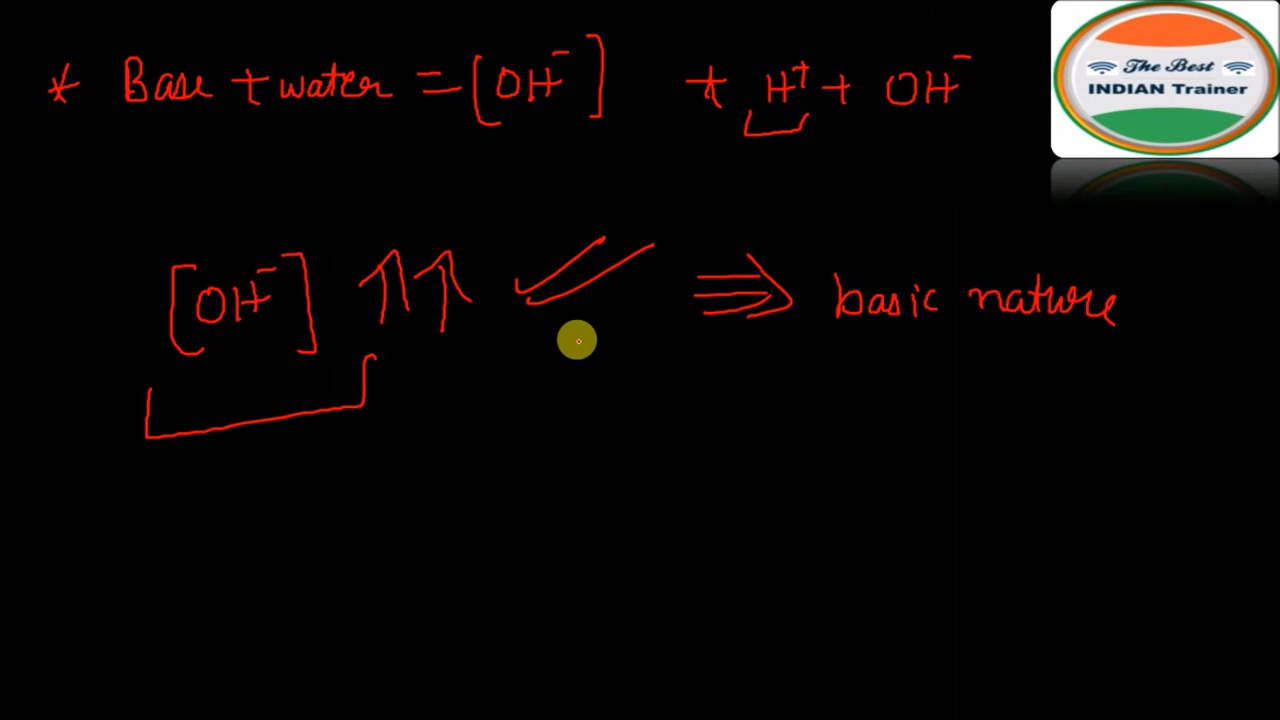 * Base + water = [OH⁻] * H⁺ + OH⁻
The Best
INDIAN Trainer
[OH⁻] ↑↑ ✓✓ ⇒ basic nature